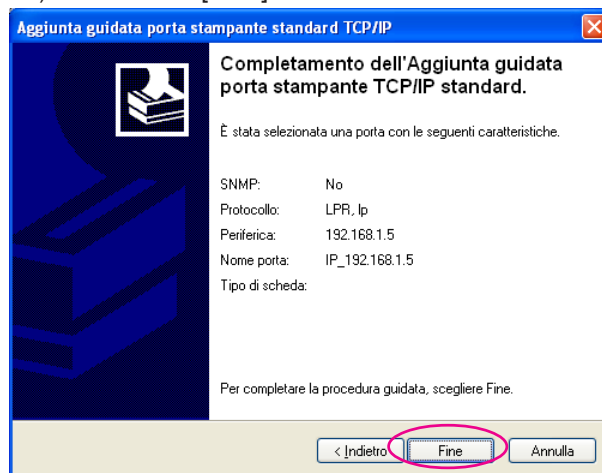 Aggiunta guidata porta stampante standard TCP/IP
Completamento dell'Aggiunta guidata
porta stampante TCP/IP standard.
È stata selezionata una porta con le seguenti caratteristiche.
SNMP: No
Protocollo: LPR, lp
Periferica: 192.168.1.5
Nome porta: IP_192.168.1.5
Tipo di scheda:
Per completare la procedura guidata, scegliere Fine.
< Indietro Fine Annulla